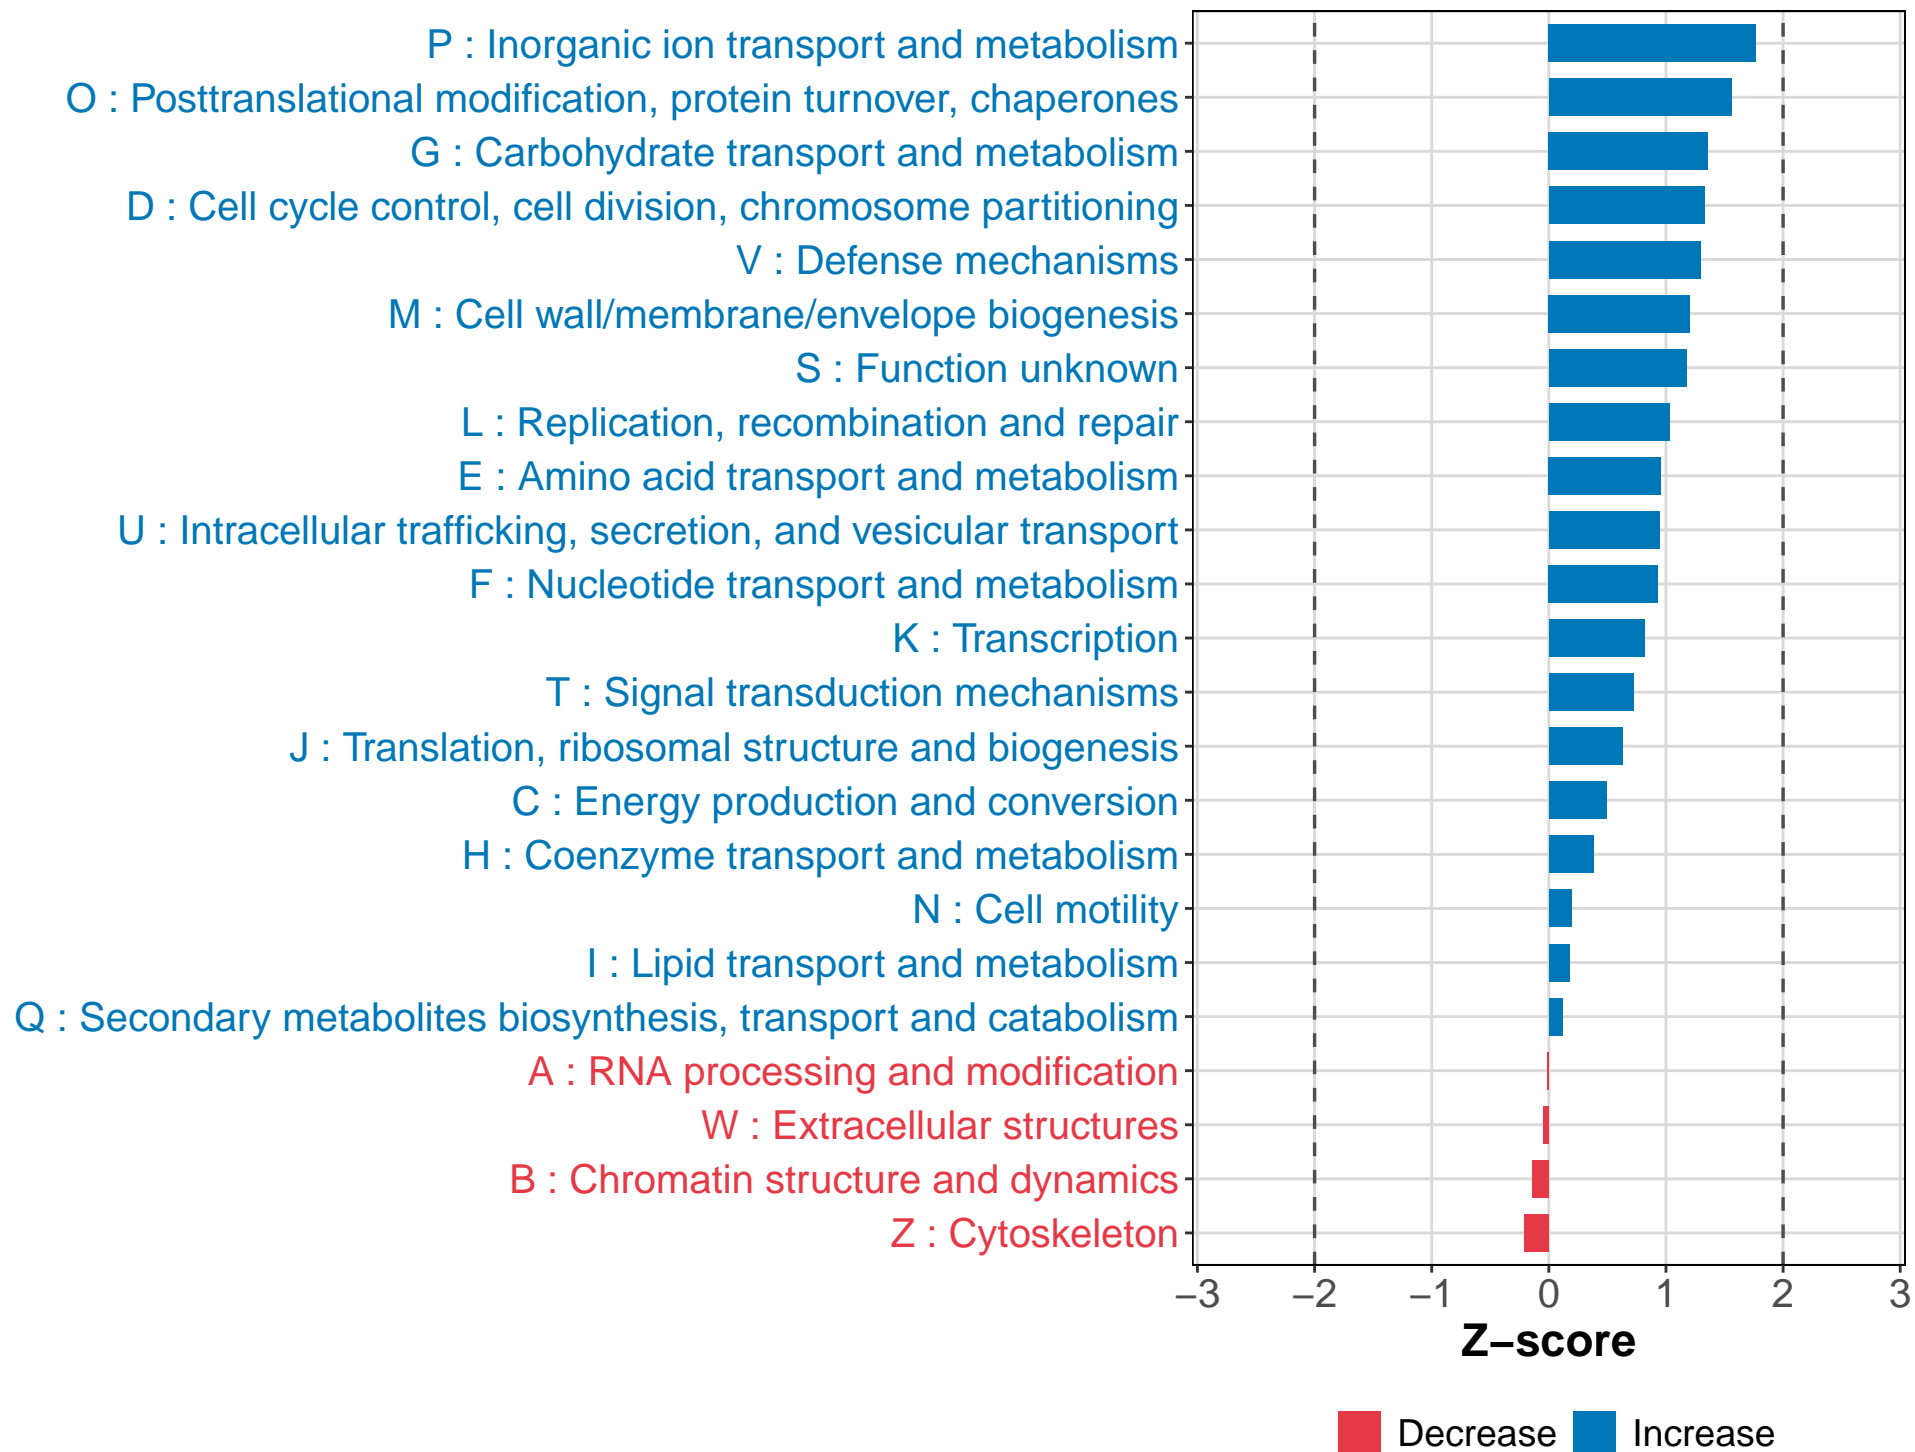 P : Inorganic ion transport and metabolism
O : Posttranslational modification, protein turnover, chaperones
G : Carbohydrate transport and metabolism
D : Cell cycle control, cell division, chromosome partitioning
V : Defense mechanisms
M : Cell wall/membrane/envelope biogenesis
S : Function unknown
L : Replication, recombination and repair
E : Amino acid transport and metabolism
U : Intracellular trafficking, secretion, and vesicular transport
F : Nucleotide transport and metabolism
K : Transcription
T : Signal transduction mechanisms
J : Translation, ribosomal structure and biogenesis
C : Energy production and conversion
H : Coenzyme transport and metabolism
N : Cell motility
I : Lipid transport and metabolism
Q : Secondary metabolites biosynthesis, transport and catabolism
A : RNA processing and modification
W : Extracellular structures
B : Chromatin structure and dynamics
Z : Cytoskeleton
−3 −2 −1 0 1 2 3
Z−score
Decrease Increase